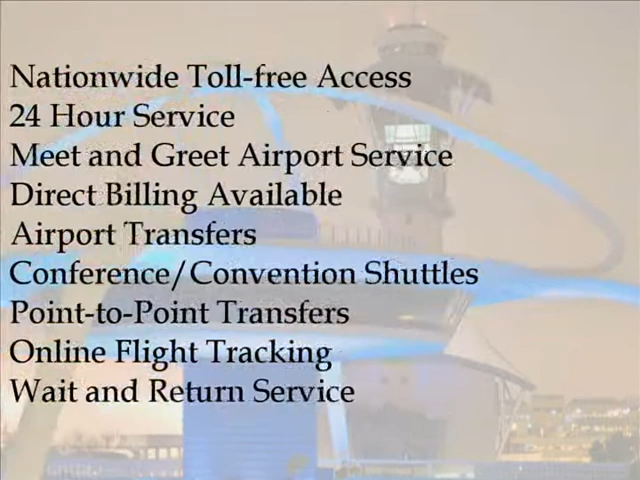 Nationwide Toll-free Access
24 Hour Service
Meet and Greet Airport Service
Direct Billing Available
Airport Transfers
Conference/Convention Shuttles
Point-to-Point Transfers
Online Flight Tracking
Wait and Return Service